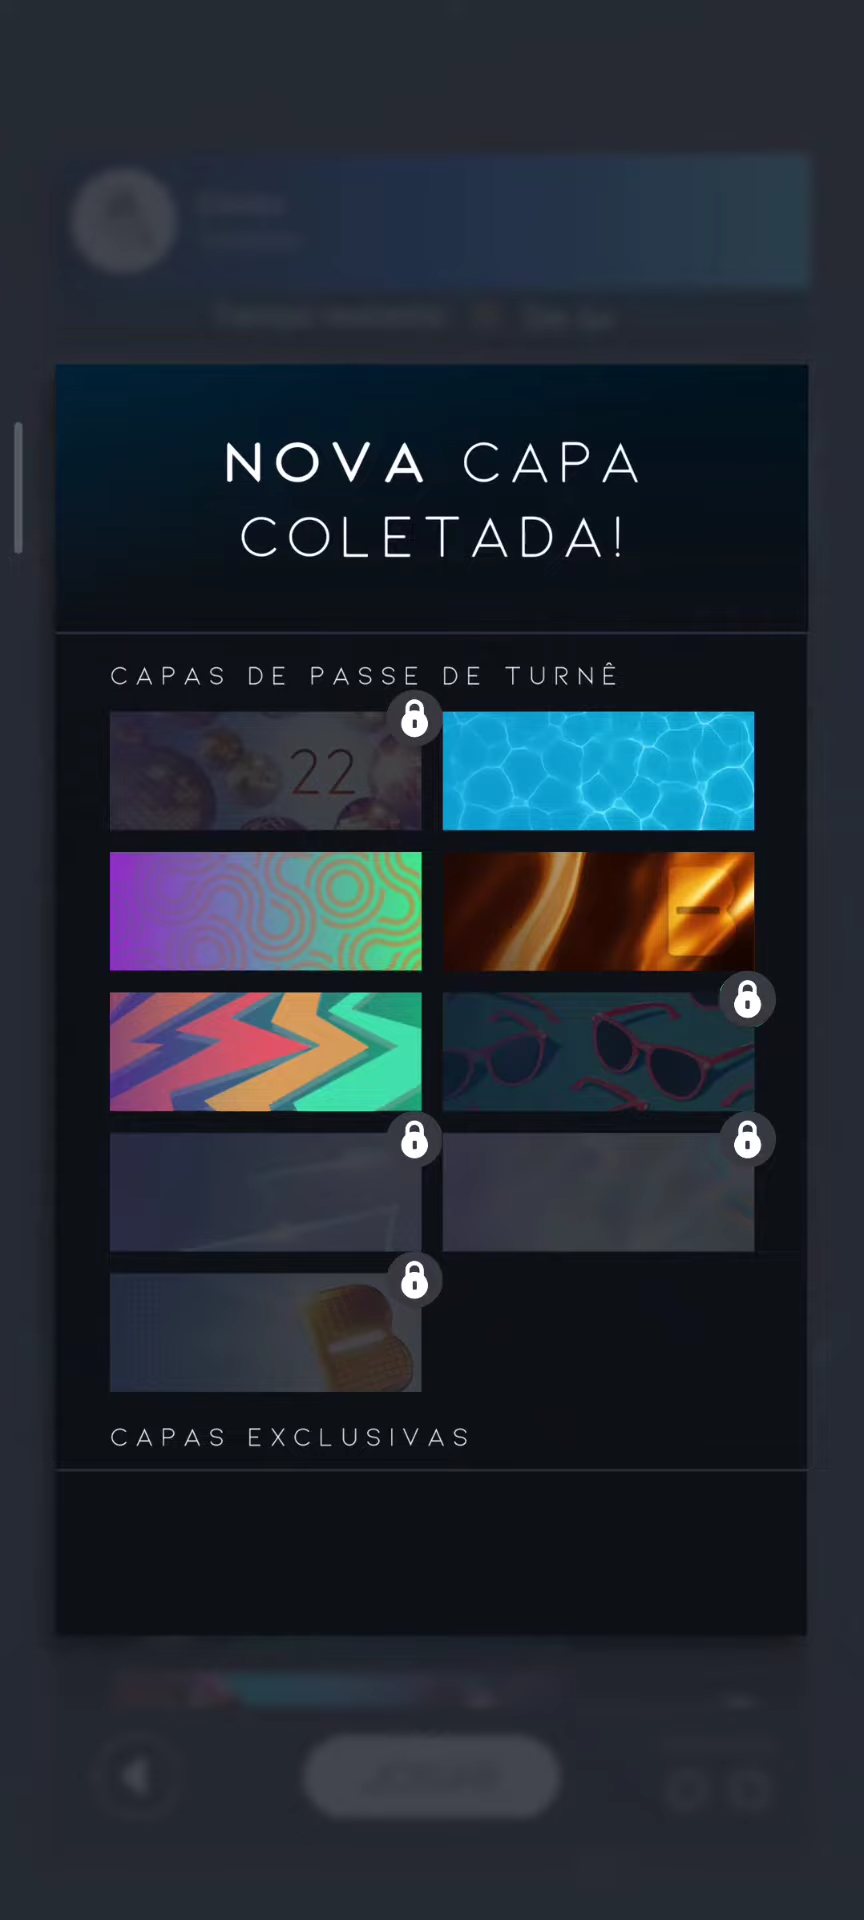 NOVA CAPA
COLETADA!
CAPAS DE PASSE DE TURNÊ
22
CAPAS EXCLUSIVAS